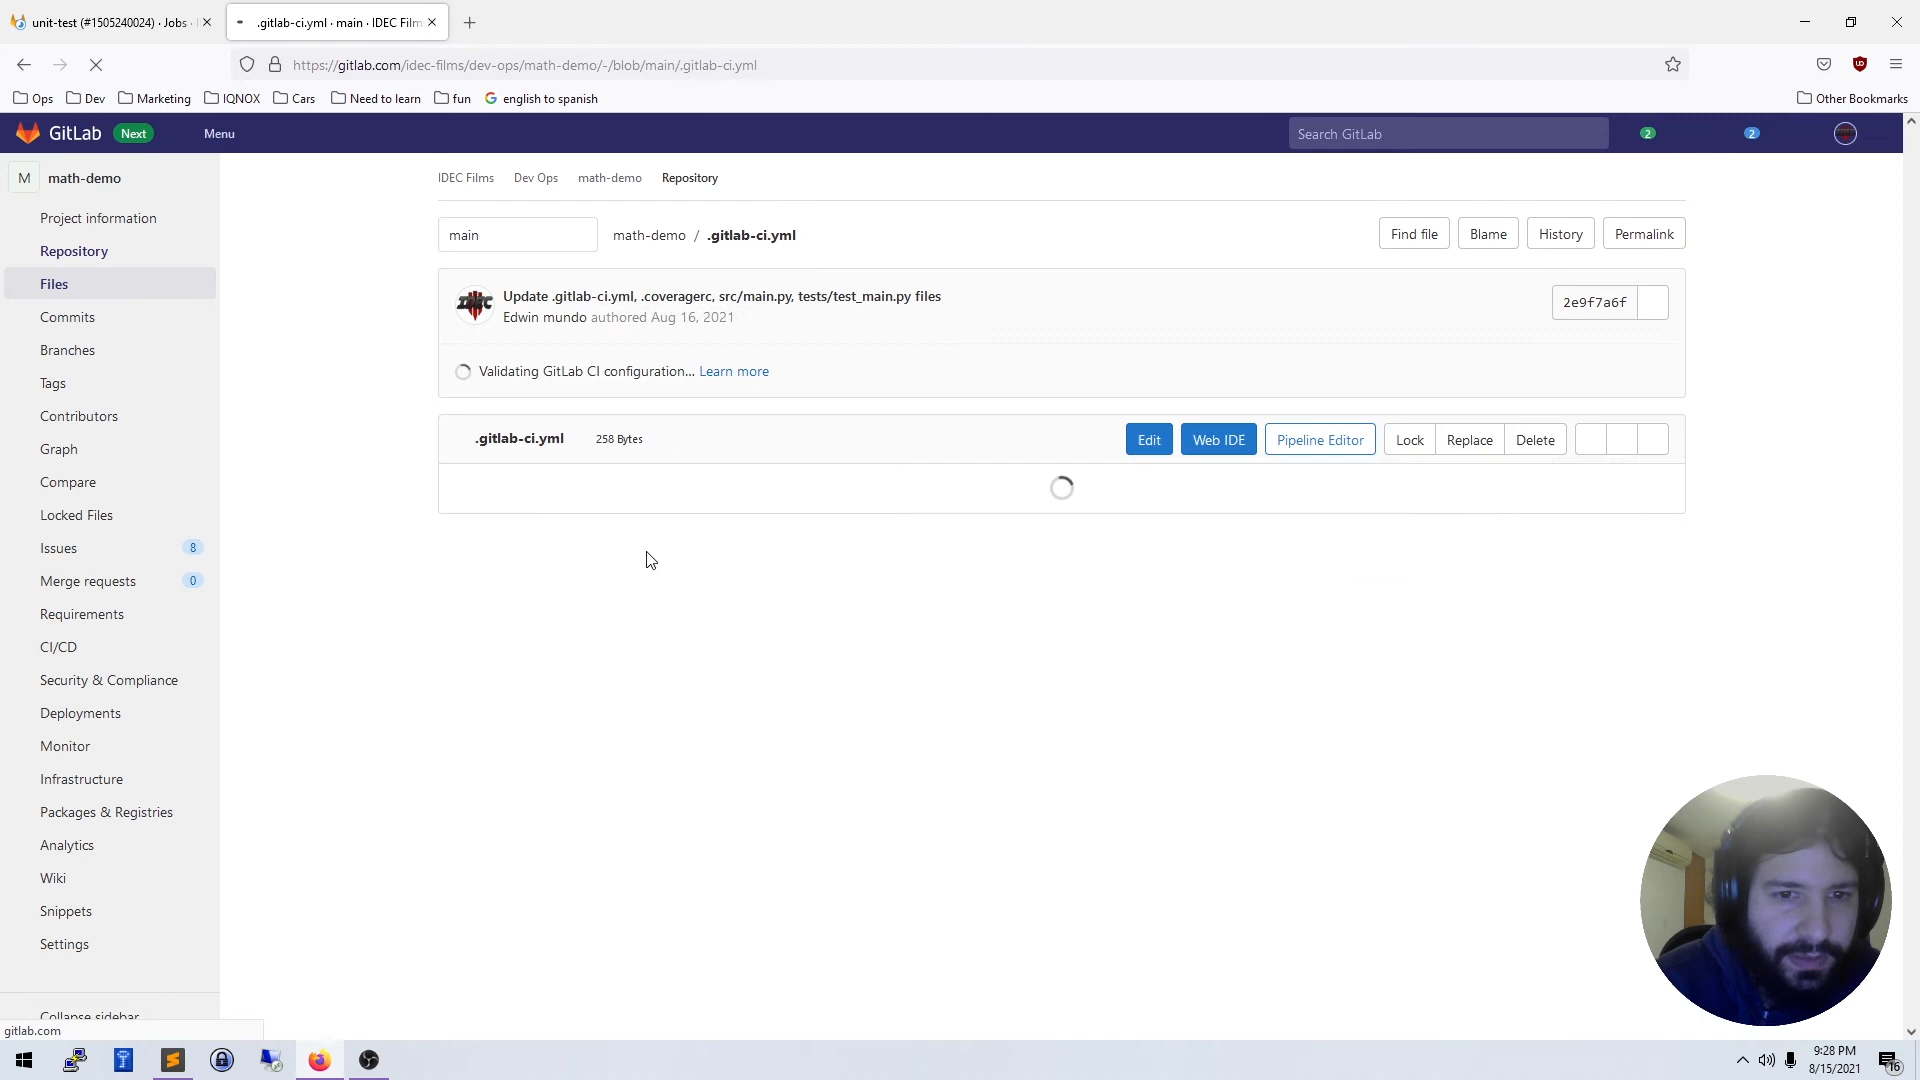 unit-test (#1505240024) · Jobs ·
.gitlab-ci.yml · main · IDEC Film
https://gitlab.com/idec-films/dev-ops/math-demo/-/blob/main/.gitlab-ci.yml
Ops Dev Marketing IQNOX Cars Need to learn fun english to spanish Other Bookmarks
GitLab Next Menu Search GitLab 2 2
M math-demo
Project information
Repository
Files
Commits
Branches
Tags
Contributors
Graph
Compare
Locked Files
Issues 8
Merge requests 0
Requirements
CI/CD
Security & Compliance
Deployments
Monitor
Infrastructure
Packages & Registries
Analytics
Wiki
Snippets
Settings
Collapse sidebar
gitlab.com
IDEC Films Dev Ops math-demo Repository
main math-demo / .gitlab-ci.yml Find file Blame History Permalink
IDEC
Update .gitlab-ci.yml, .coveragerc, src/main.py, tests/test_main.py files
Edwin mundo authored Aug 16, 2021
2e9f7a6f
Validating GitLab CI configuration... Learn more
.gitlab-ci.yml 258 Bytes Edit Web IDE Pipeline Editor Lock Replace Delete
9:28 PM
8/15/2021
16